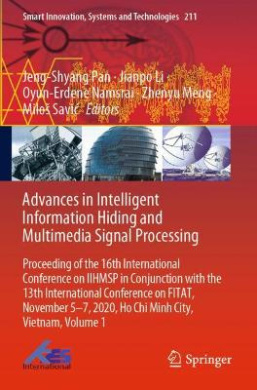 Smart Innovation, Systems and Technologies 211
Jeng-Shyang Pan · Jianpo Li
Oyun-Erdene Namsrai · Zhenyu Meng
Miloš Savić Editors
Advances in Intelligent
Information Hiding and
Multimedia Signal Processing
Proceeding of the 16th International
Conference on IIHMSP in Conjunction with the
13th International Conference on FITAT,
November 5–7, 2020, Ho Chi Minh City,
Vietnam, Volume 1
KES
International
Springer